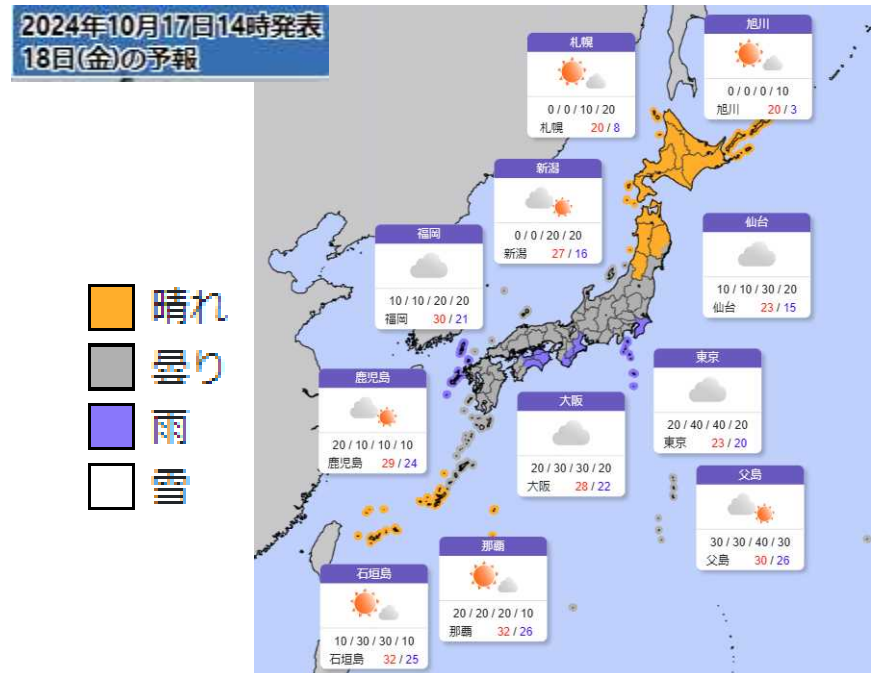 2024年10月17日14時発表
18日(金)の予報
旭川
0 / 0 / 0 / 10
旭川 20 / 3
札幌
0 / 0 / 10 / 20
札幌 20 / 8
新潟
0 / 0 / 20 / 20
新潟 27 / 16
仙台
10 / 10 / 30 / 20
仙台 23 / 15
福岡
10 / 10 / 20 / 20
福岡 30 / 21
晴れ
曇り
雨
雪
東京
20 / 40 / 40 / 20
東京 23 / 20
鹿児島
20 / 10 / 10 / 10
鹿児島 29 / 24
大阪
20 / 30 / 30 / 20
大阪 28 / 22
父島
30 / 30 / 40 / 30
父島 30 / 26
那覇
20 / 20 / 20 / 10
那覇 32 / 26
石垣島
10 / 30 / 30 / 10
石垣島 32 / 25